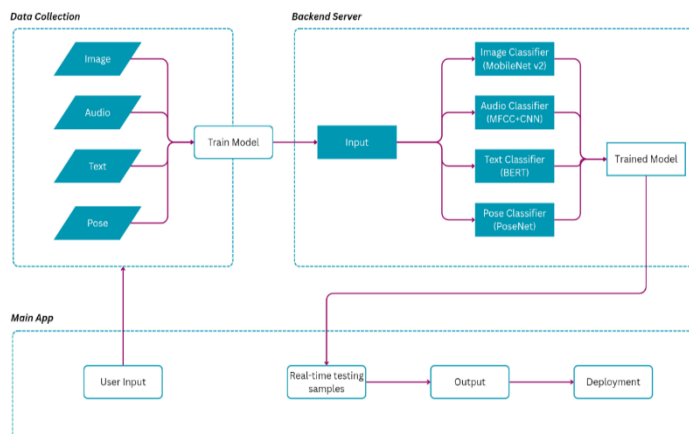 Data Collection
Backend Server
Image
Audio
Text
Pose
Train Model
Input
Image Classifier
(MobileNet v2)
Audio Classifier
(MFCC+CNN)
Text Classifier
(BERT)
Pose Classifier
(PoseNet)
Trained Model
Main App
User Input
Real-time testing
samples
Output
Deployment